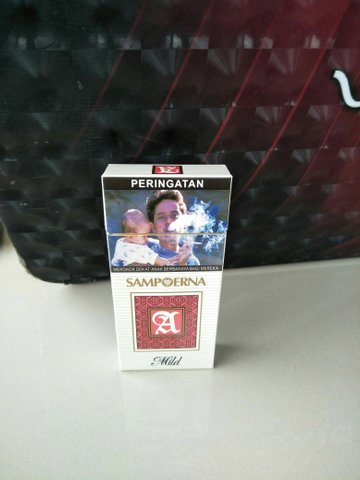 A
PERINGATAN
MEROKOK DEKAT ANAK BERBAHAYA BAGI MEREKA
SAMPOERNA
A
Mild